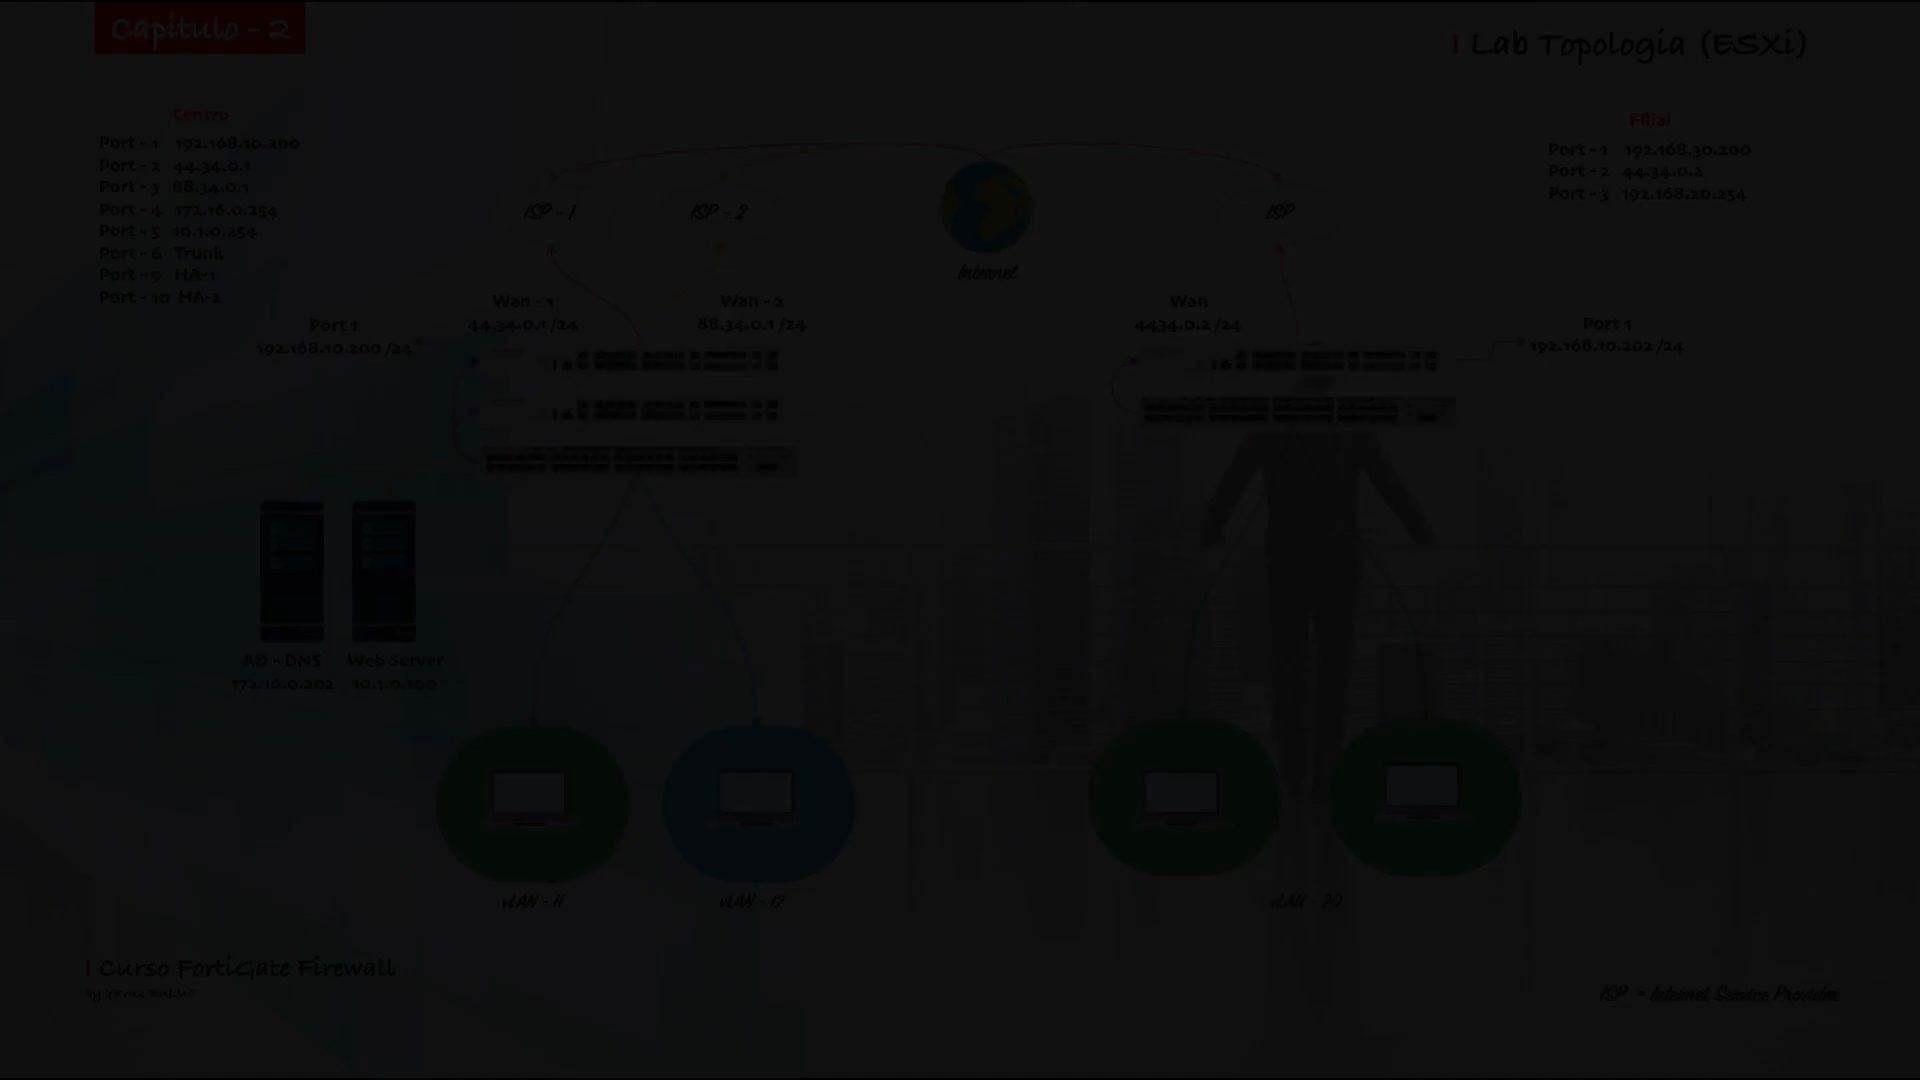 Capitulo - 2
Lab Topologia (ESXi)
Centro
Port - 1 192.168.10.200
Port - 2 44.34.0.1
Port - 3 88.34.0.1
Port - 4 172.16.0.254
Port - 5 10.1.0.254
Port - 6 Trunk
Port - 9 HA-1
Port - 10 HA-2
Filial
Port - 1 192.168.30.200
Port - 2 44.34.0.2
Port - 3 192.168.20.254
ISP - 1
ISP - 2
Internet
ISP
Port 1
192.168.10.200 /24
Wan - 1
44.34.0.1 /24
Wan - 2
88.34.0.1 /24
Wan
4434.0.2 /24
Port 1
192.168.10.202 /24
AD - DNS
172.16.0.202
Web Server
10.1.0.100
vLAN - 11
vLAN - 12
vLAN - 20
Curso FortiGate Firewall
ISP - Internet Service Provider